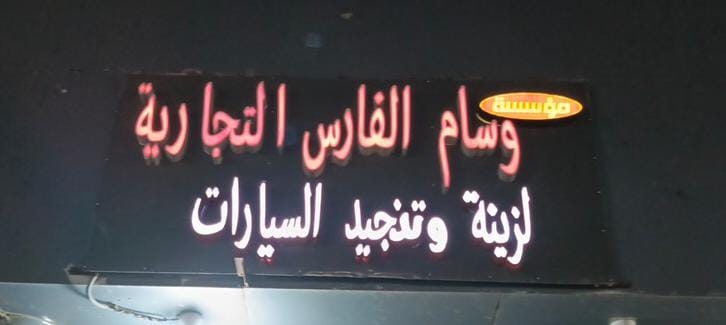 مؤسسة
وسام الفارس التجارية
لزينة وتنجيد السيارات